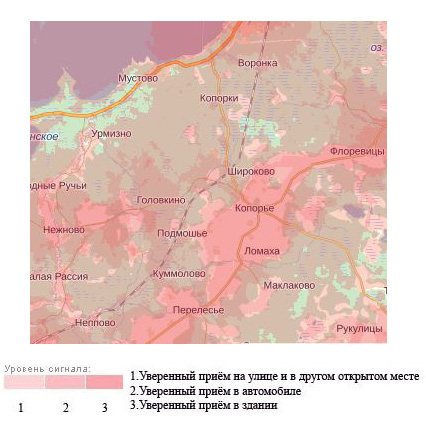 Воронка
оз.
Мустово
Копорки
нское
Урмизно
Флоревицы
Широково
дные Ручьи
Головкино
Копорье
Нежново
Подмошье
Ломаха
алая Рассия
Куммолово
Маклаково
Перелесье
Неппово
Рукулицы
Уровень сигнала:
1.Уверенный приём на улице и в другом открытом месте
2.Уверенный приём в автомобиле
3.Уверенный приём в здании
1 2 3